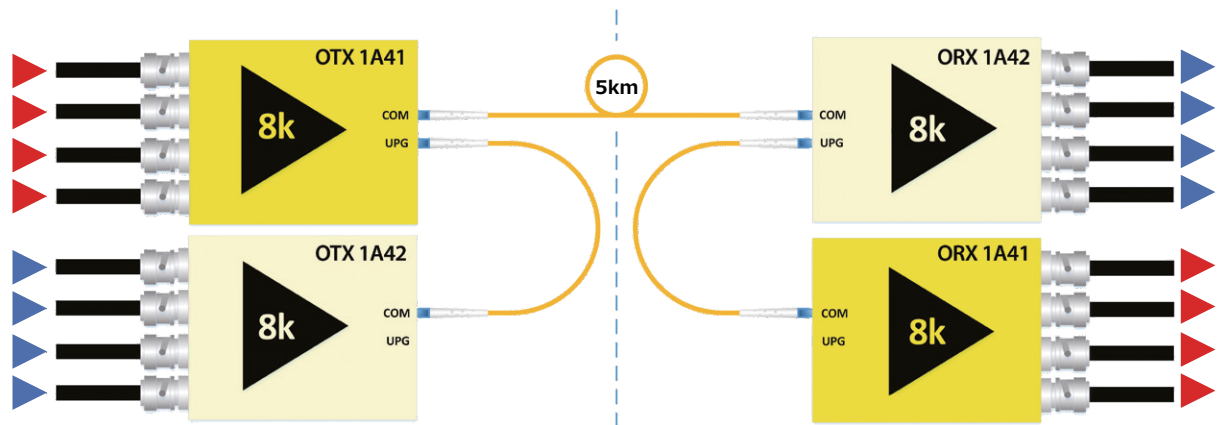 OTX 1A41
8k
COM
UPG
5km
ORX 1A42
COM
8k
UPG
OTX 1A42
8k
COM
UPG
ORX 1A41
COM
8k
UPG